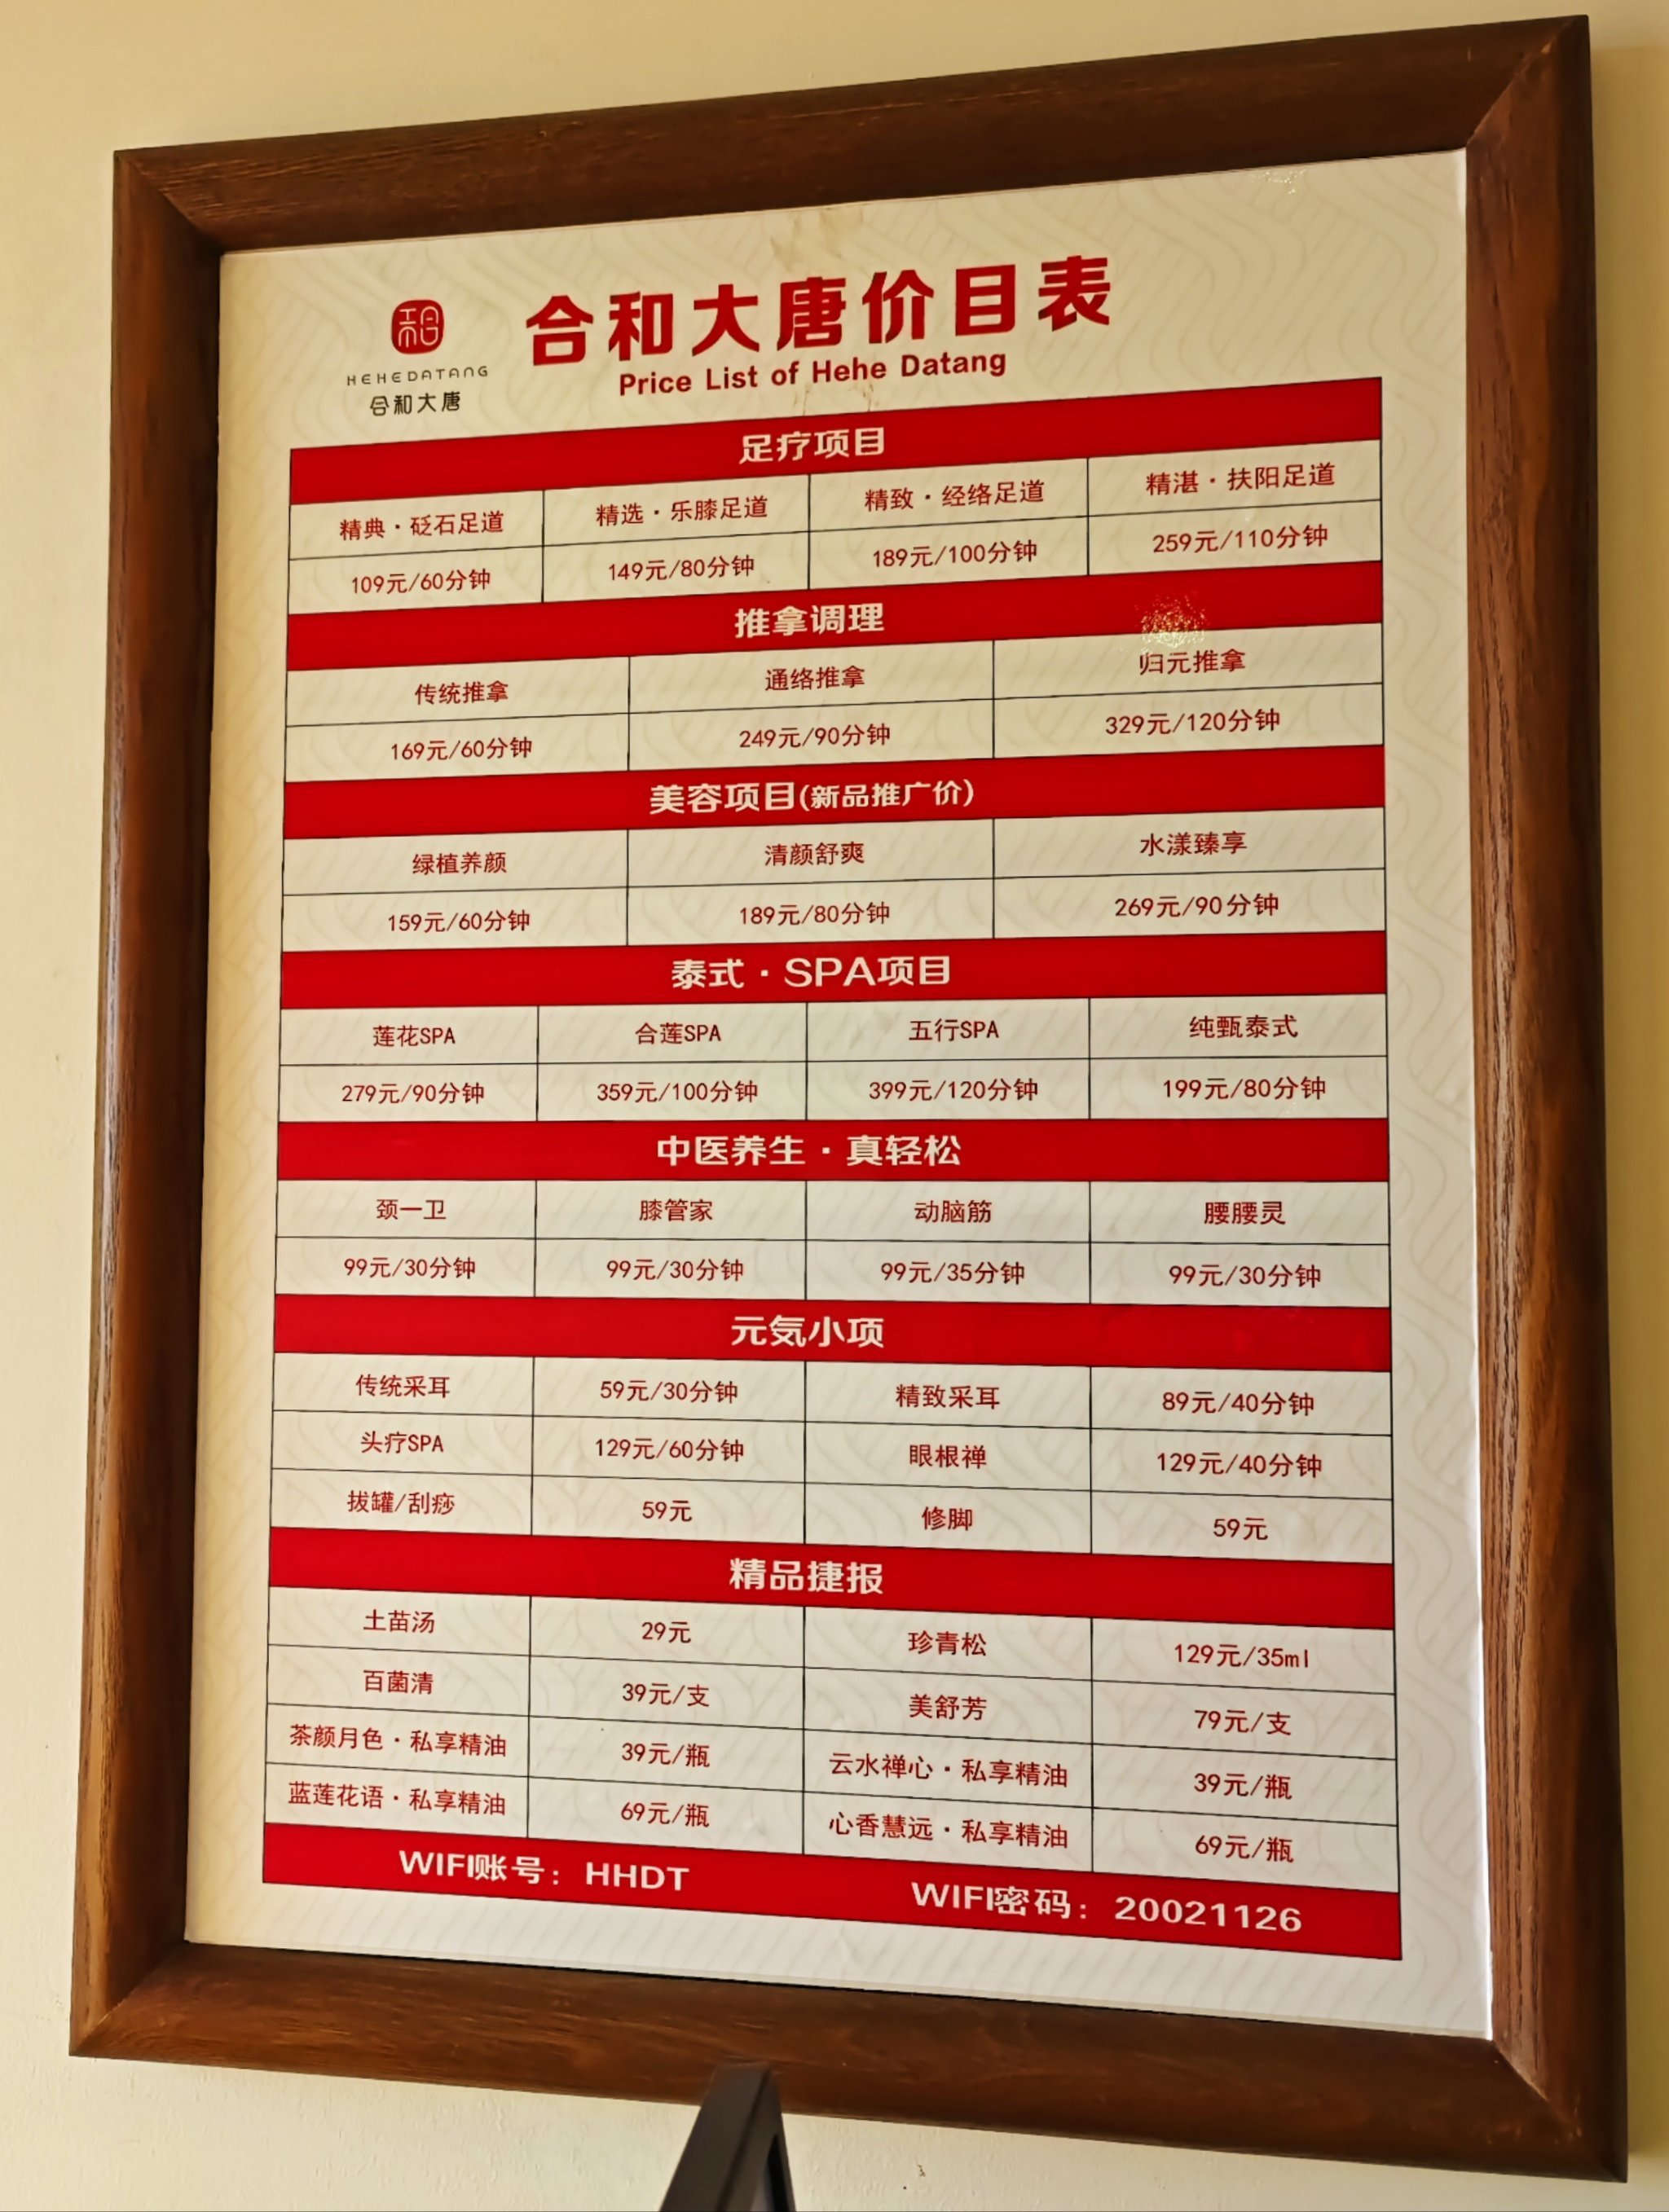 HEHEDATANG
合和大唐
合和大唐价目表
Price List of Hehe Datang
足疗项目
精典·砭石足道 精选·乐膝足道 精致·经络足道 精湛·扶阳足道
109元/60分钟 149元/80分钟 189元/100分钟 259元/110分钟
推拿调理
传统推拿 通络推拿 归元推拿
169元/60分钟 249元/90分钟 329元/120分钟
美容项目(新品推广价)
绿植养颜 清颜舒爽 水漾臻享
159元/60分钟 189元/80分钟 269元/90分钟
泰式·SPA项目
莲花SPA 合莲SPA 五行SPA 纯甄泰式
279元/90分钟 359元/100分钟 399元/120分钟 199元/80分钟
中医养生·真轻松
颈一卫 膝管家 动脑筋 腰腰灵
99元/30分钟 99元/30分钟 99元/35分钟 99元/30分钟
元気小项
传统采耳 59元/30分钟 精致采耳 89元/40分钟
头疗SPA 129元/60分钟 眼根禅 129元/40分钟
拔罐/刮痧 59元 修脚 59元
精品捷报
土苗汤 29元 珍青松 129元/35ml
百菌清 39元/支 美舒芳 79元/支
茶颜月色·私享精油 39元/瓶 云水禅心·私享精油 39元/瓶
蓝莲花语·私享精油 69元/瓶 心香慧远·私享精油 69元/瓶
WIFI账号：HHDT WIFI密码：20021126